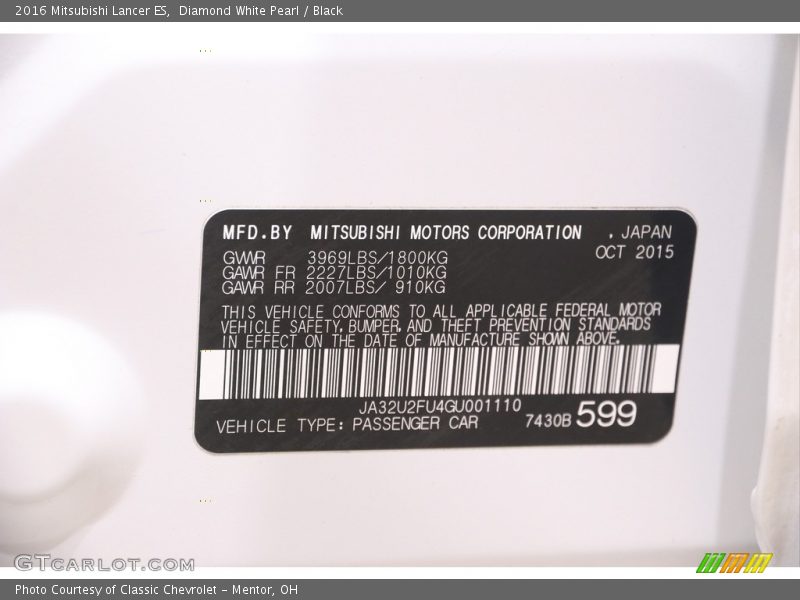 2016 Mitsubishi Lancer ES,  Diamond White Pearl / Black
MFD.BY MITSUBISHI MOTORS CORPORATION , JAPAN
OCT 2015
GVWR 3969LBS/1800KG
GAWR FR 2227LBS/1010KG
GAWR RR 2007LBS/ 910KG
THIS VEHICLE CONFORMS TO ALL APPLICABLE FEDERAL MOTOR
VEHICLE SAFETY, BUMPER, AND THEFT PREVENTION STANDARDS
IN EFFECT ON THE DATE OF MANUFACTURE SHOWN ABOVE.
JA32U2FU4GU001110
VEHICLE TYPE: PASSENGER CAR 7430B 599
GTCARLOT.COM
Photo Courtesy of Classic Chevrolet - Mentor, OH